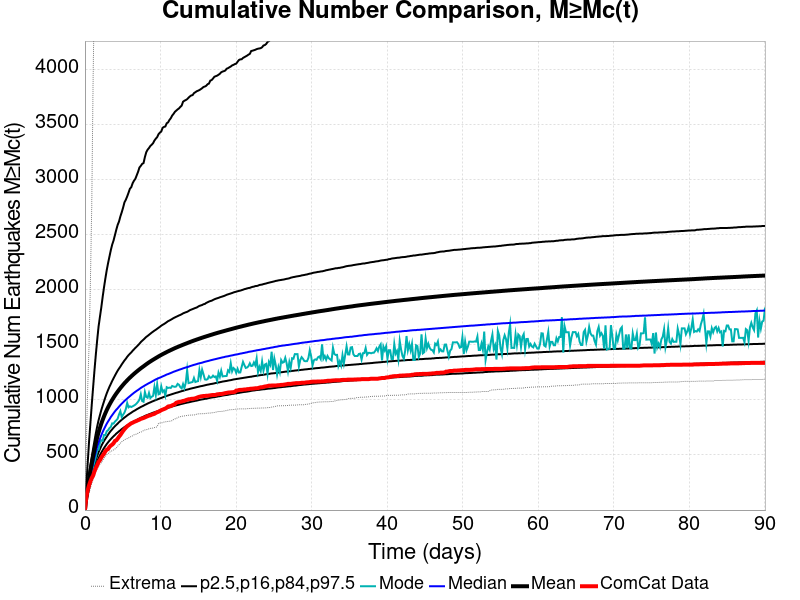 Cumulative Number Comparison, M≥Mc(t)
Cumulative Num Earthquakes M≥Mc(t)
4000
3500
3000
2500
2000
1500
1000
500
0
0 10 20 30 40 50 60 70 80 90
Time (days)
Extrema p2.5,p16,p84,p97.5 Mode Median Mean ComCat Data